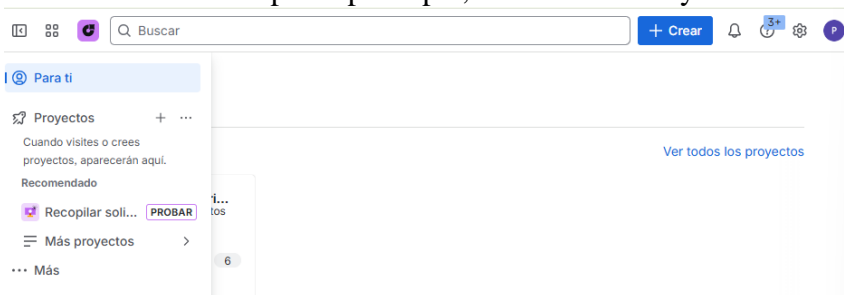 Buscar
+ Crear
3+
P
Para ti
Proyectos
Cuando visites o crees
proyectos, aparecerán aquí.
Ver todos los proyectos
Recomendado
Recopilar soli... PROBAR
Más proyectos
6
Más